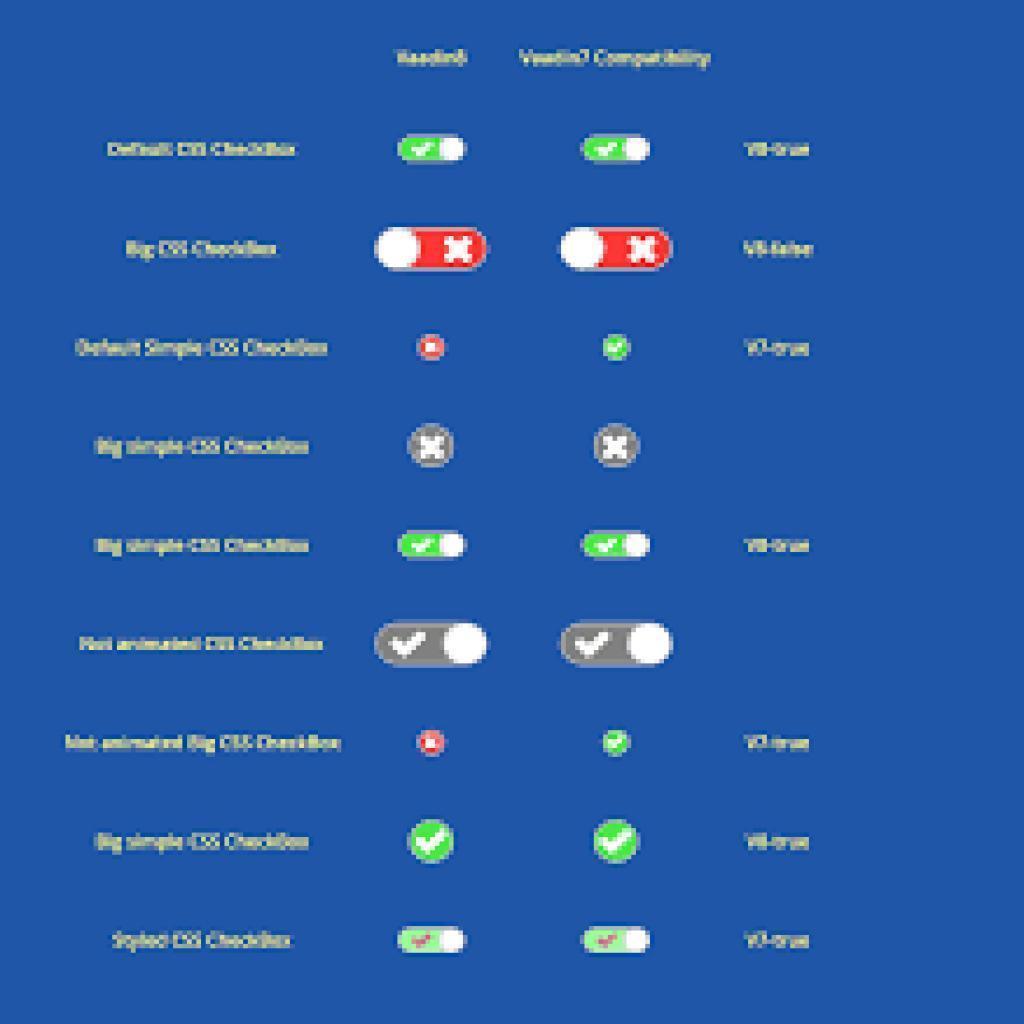 Vaadin8 Vaadin7 Compatibility
Default CSS CheckBox V8-true
Big CSS CheckBox V8-false
Default Simple CSS CheckBox V7-true
Big simple CSS CheckBox
Big simple CSS CheckBox V8-true
Not animated CSS CheckBox
Not animated Big CSS CheckBox V7-true
Big simple CSS CheckBox V8-true
Styled CSS CheckBox V7-true